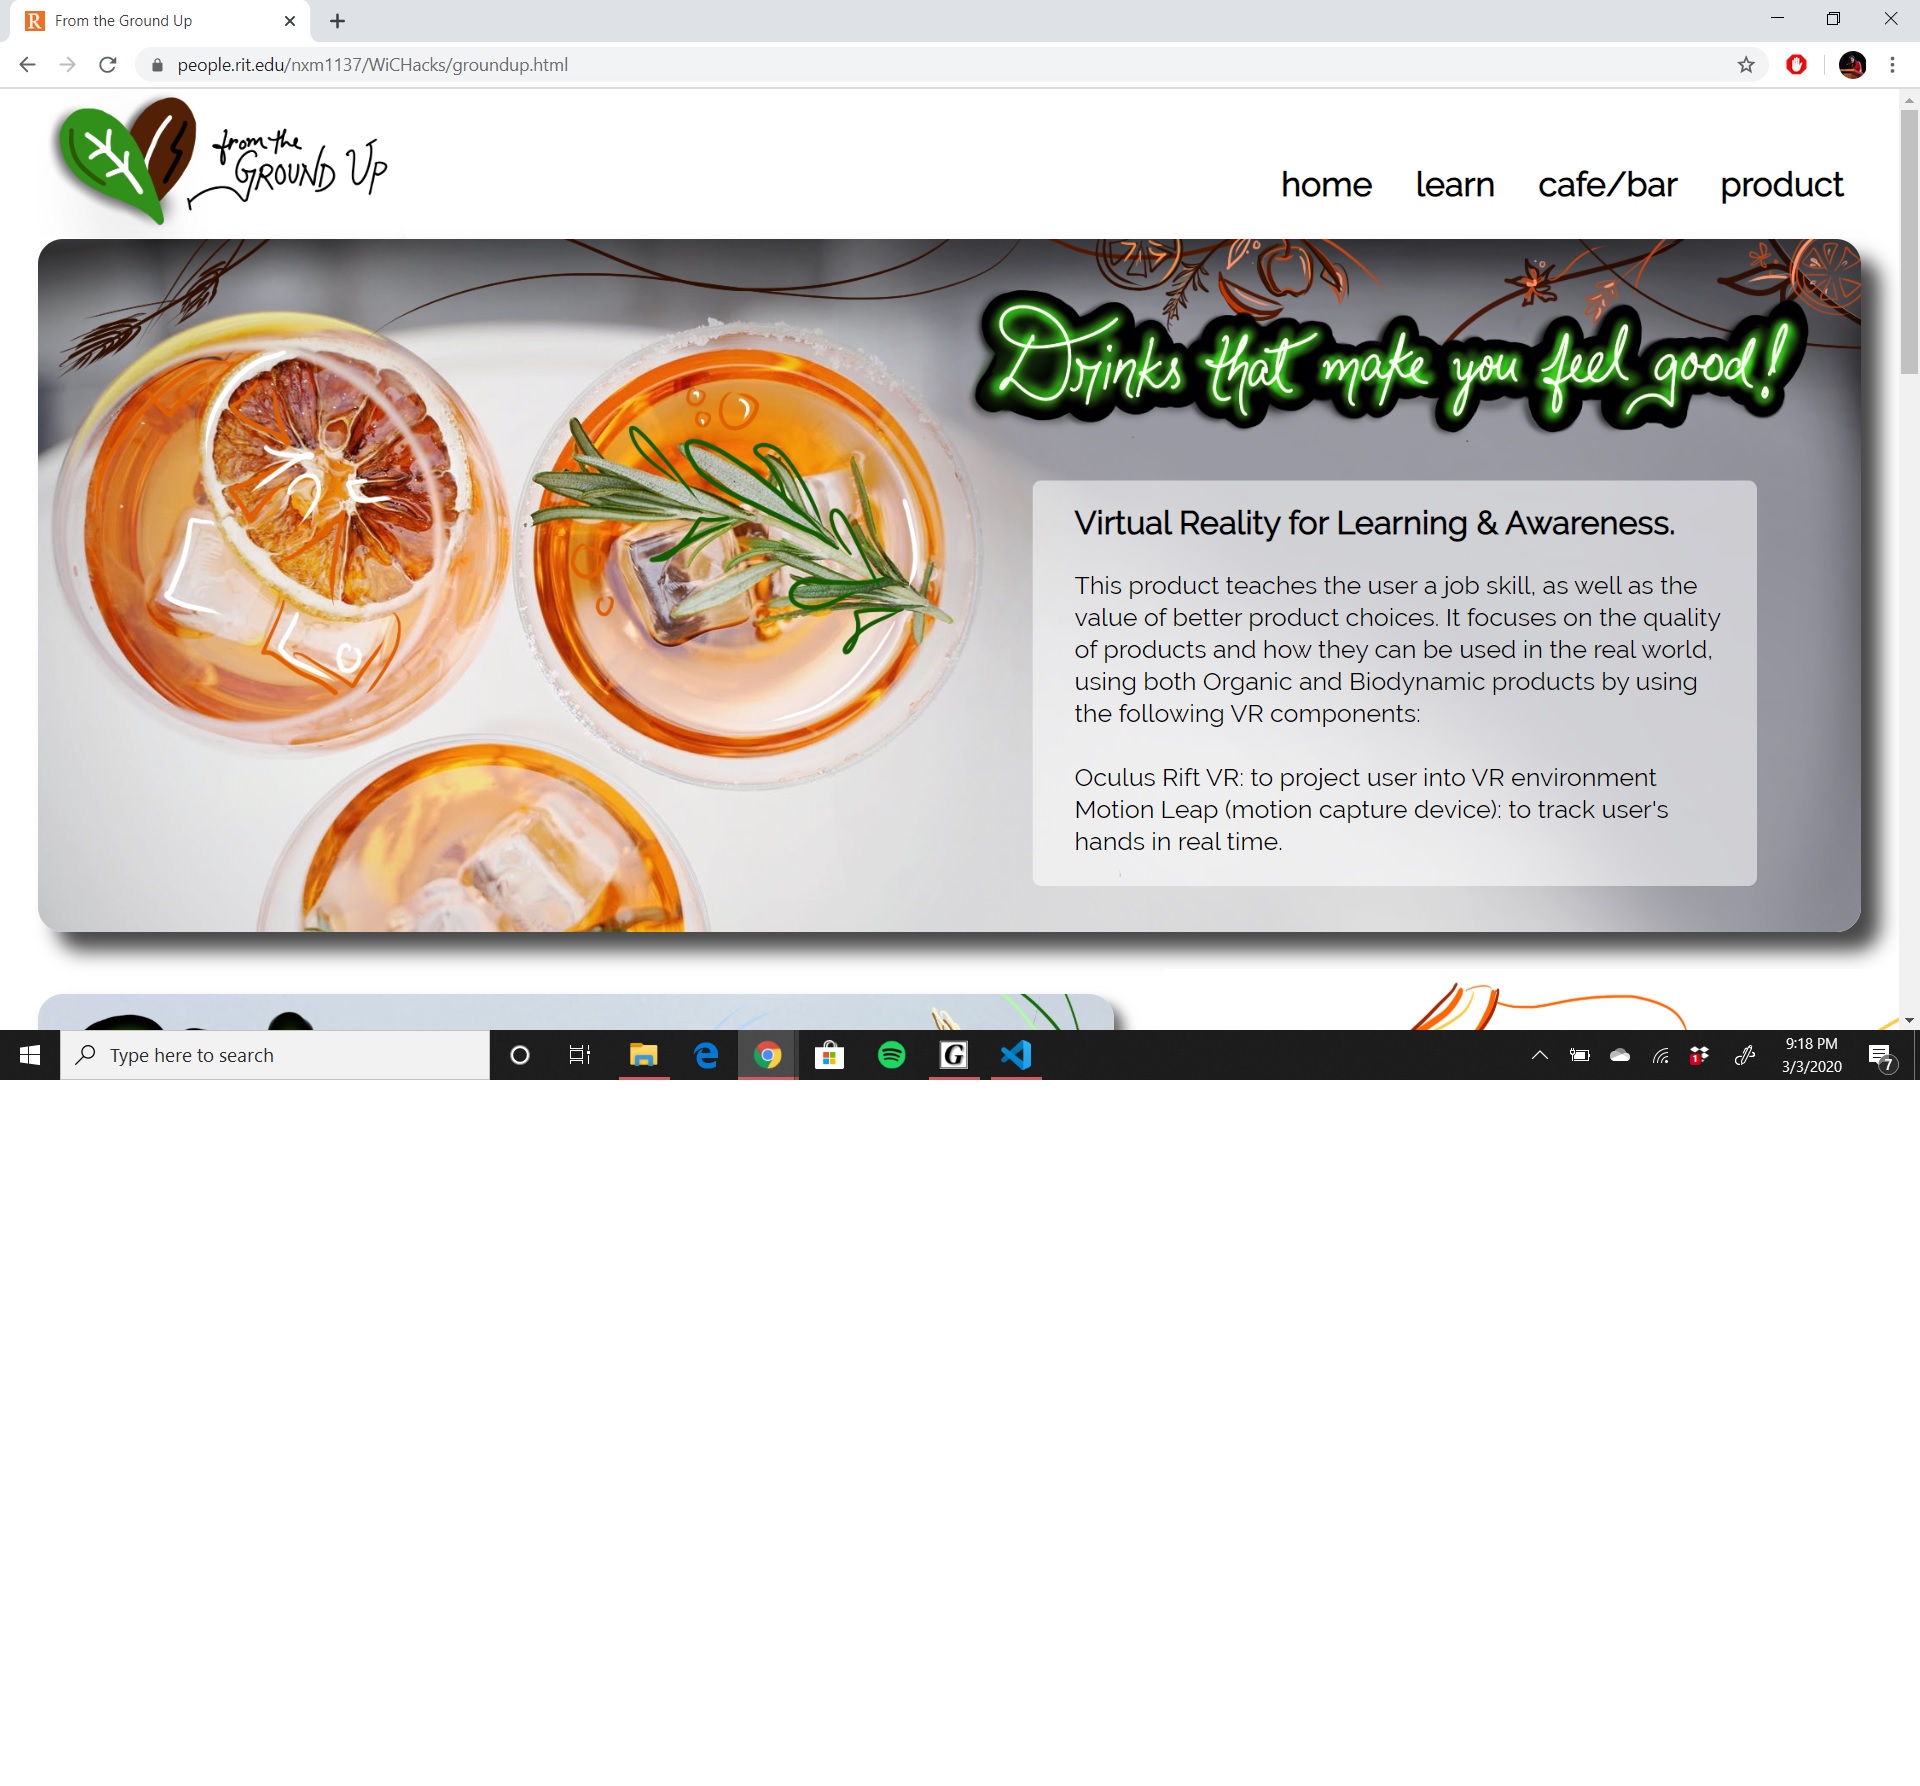 From the Ground Up
people.rit.edu/nxm1137/WiCHacks/groundup.html
from the
GROUND UP
home learn cafe/bar product
Drinks that make you feel good!
Virtual Reality for Learning & Awareness.
This product teaches the user a job skill, as well as the
value of better product choices. It focuses on the quality
of products and how they can be used in the real world,
using both Organic and Biodynamic products by using
the following VR components:
Oculus Rift VR: to project user into VR environment
Motion Leap (motion capture device): to track user's
hands in real time.
Type here to search
9:18 PM
3/3/2020
7